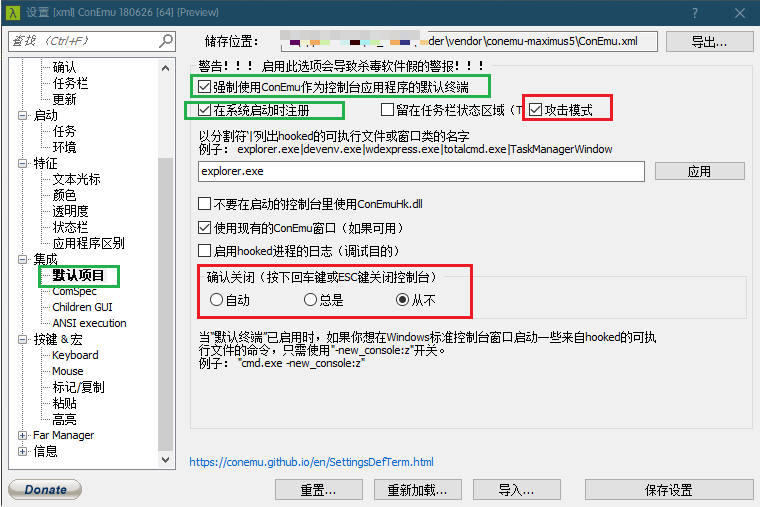 设置 [xml] ConEmu 180626 [64] {Preview}
查找 (Ctrl+F)
储存位置:
der/vendor\conemu-maximus5\ConEmu.xml
导出...
确认
任务栏
更新
启动
任务
环境
特征
文本光标
颜色
透明度
状态栏
应用程序区别
集成
默认项目
ComSpec
Children GUI
ANSI execution
按键 & 宏
Keyboard
Mouse
标记/复制
粘贴
高亮
Far Manager
信息
警告！！！ 启用此选项会导致杀毒软件假的警报！！！
强制使用ConEmu作为控制台应用程序的默认终端
在系统启动时注册
留在任务栏状态区域（T
攻击模式
以分割符'|'列出hooked的可执行文件或窗口类的名字
例子： explorer.exe|devenv.exe|wdexpress.exe|totalcmd.exe|TaskManagerWindow
explorer.exe
应用
不要在启动的控制台里使用ConEmuHk.dll
使用现有的ConEmu窗口（如果可用）
启用hooked进程的日志（调试目的）
确认关闭（按下回车键或ESC键关闭控制台）
自动
总是
从不
当"默认终端"已启用时，如果你想在Windows标准控制台窗口启动一些来自hooked的可执
行文件的命令，只需使用"-new_console:z"开关。
例子： "cmd.exe -new_console:z"
https://conemu.github.io/en/SettingsDefTerm.html
Donate
重置...
重新加载...
导入...
保存设置